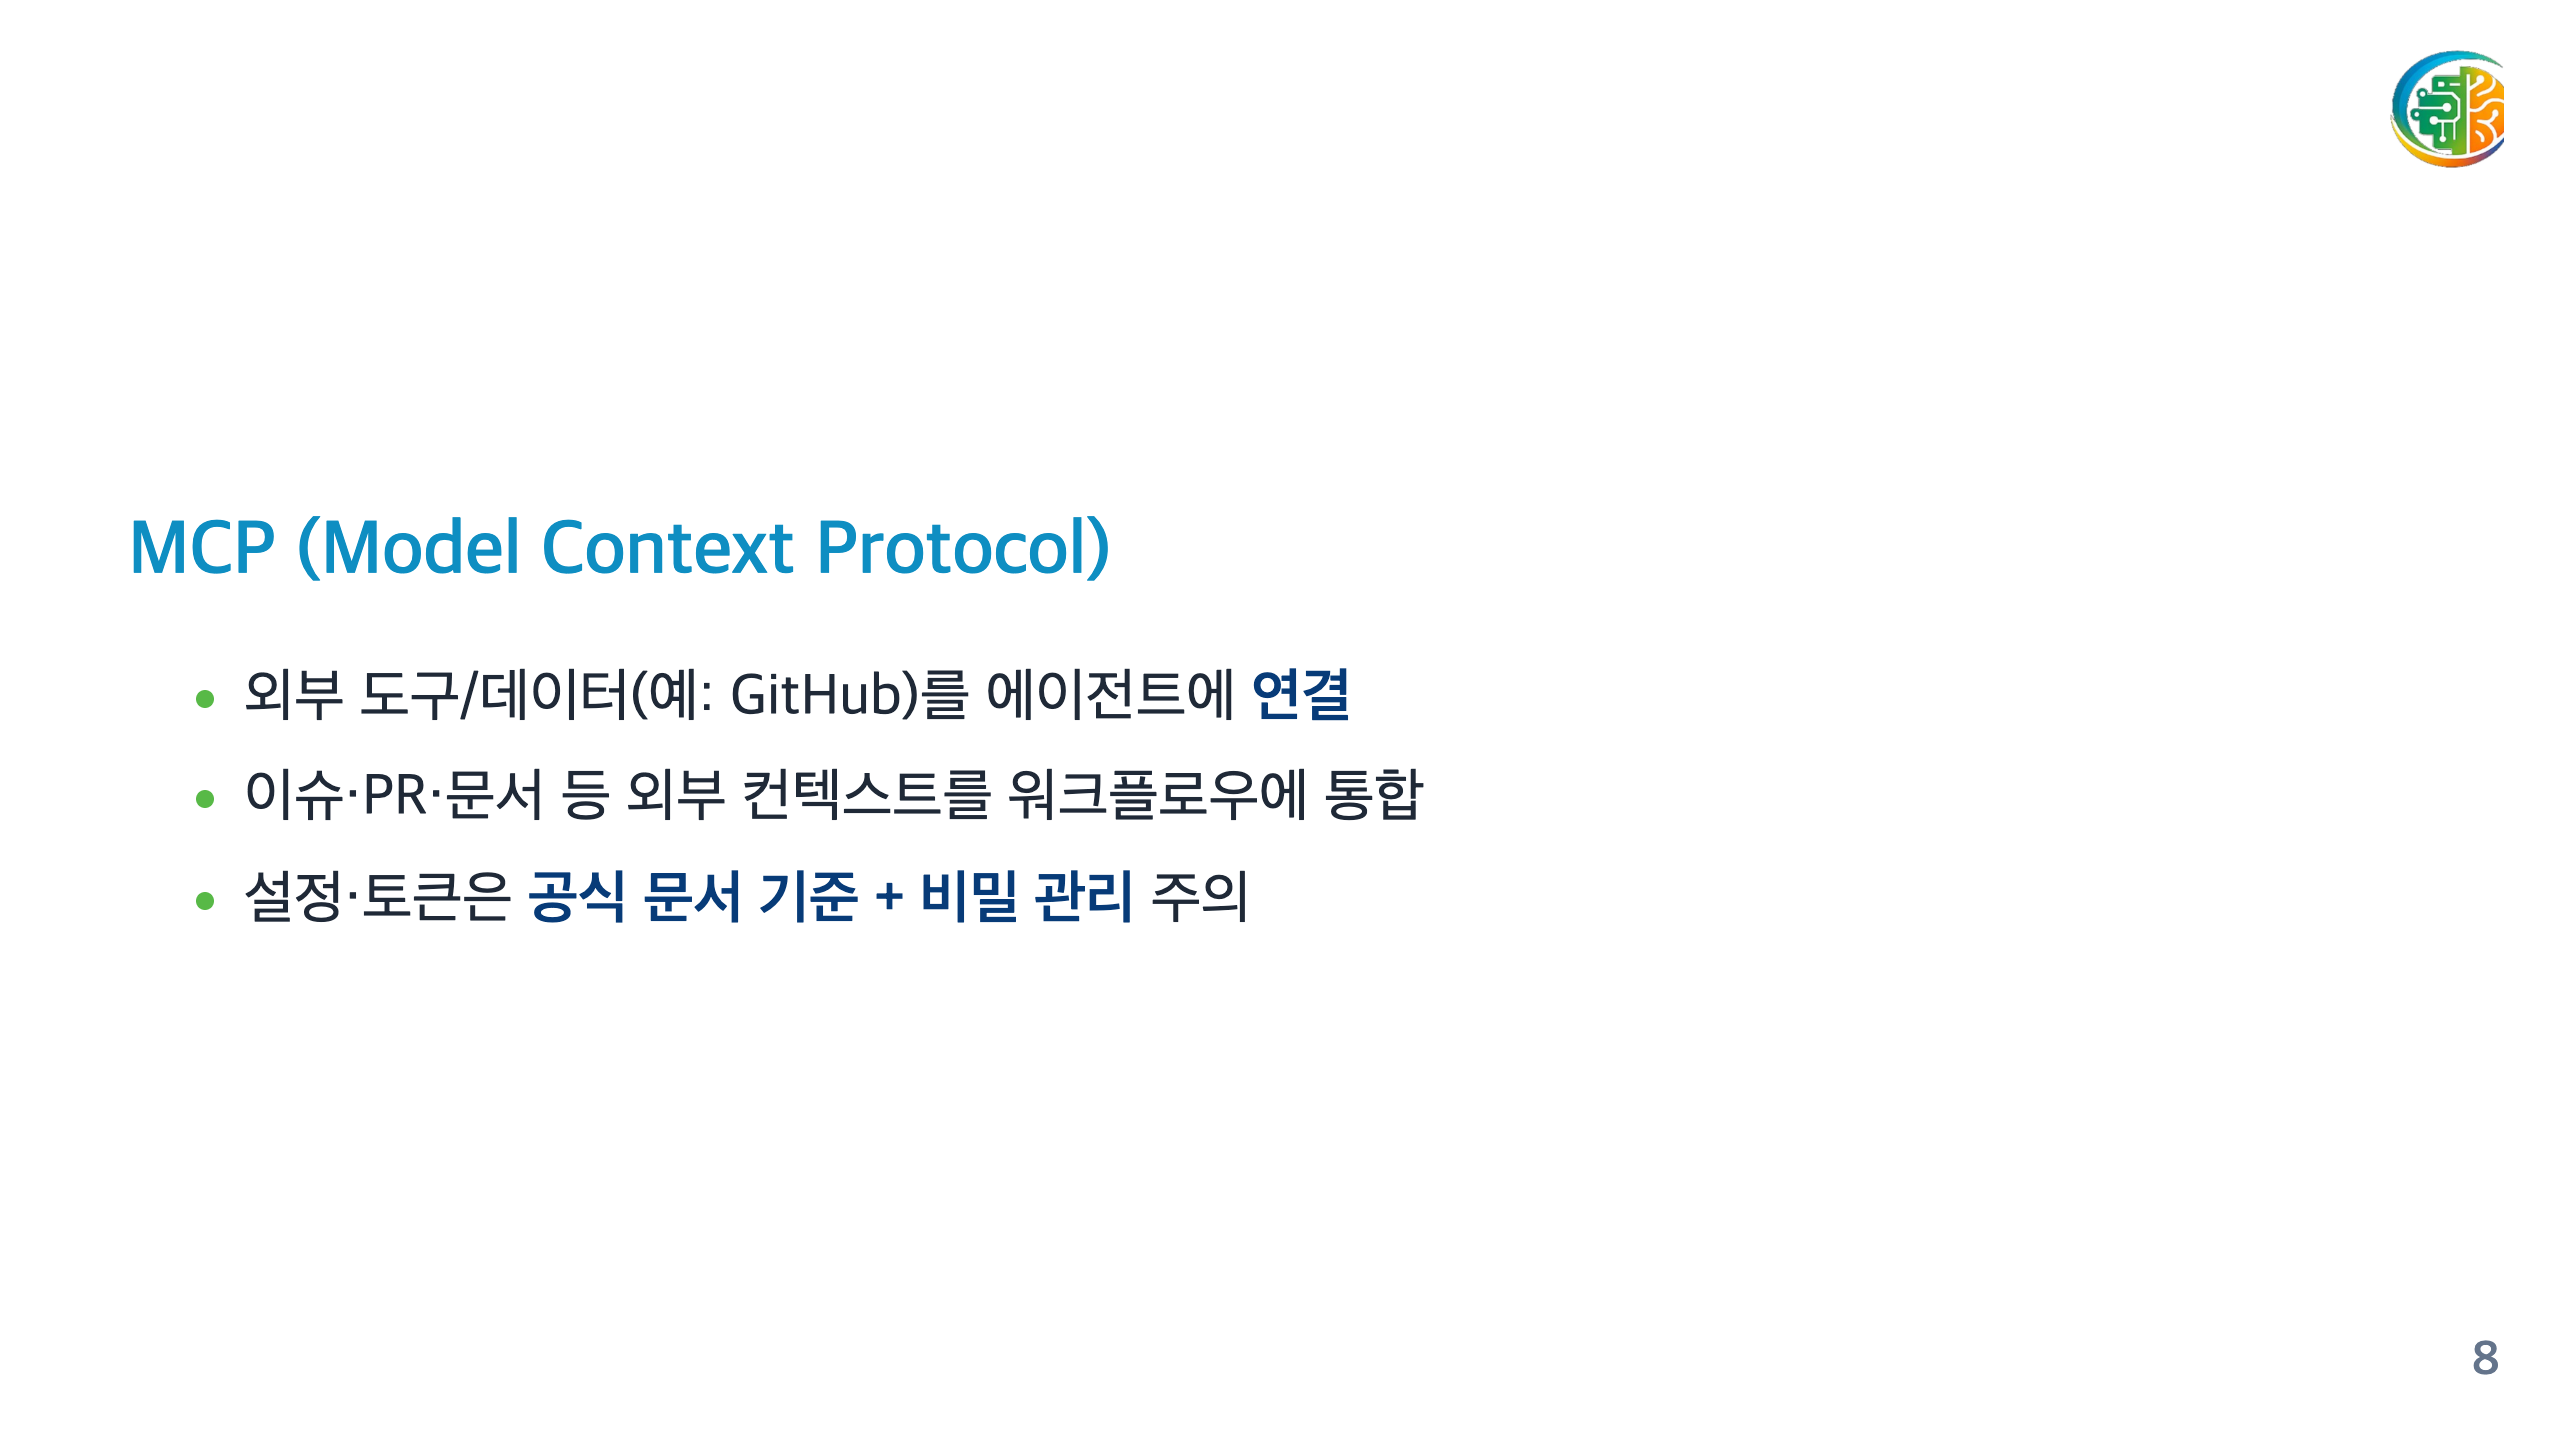 MCP (Model Context Protocol)
외부 도구/데이터(예: GitHub)를 에이전트에 연결
이슈·PR·문서 등 외부 컨텍스트를 워크플로우에 통합
설정·토큰은 공식 문서 기준 + 비밀 관리 주의
8